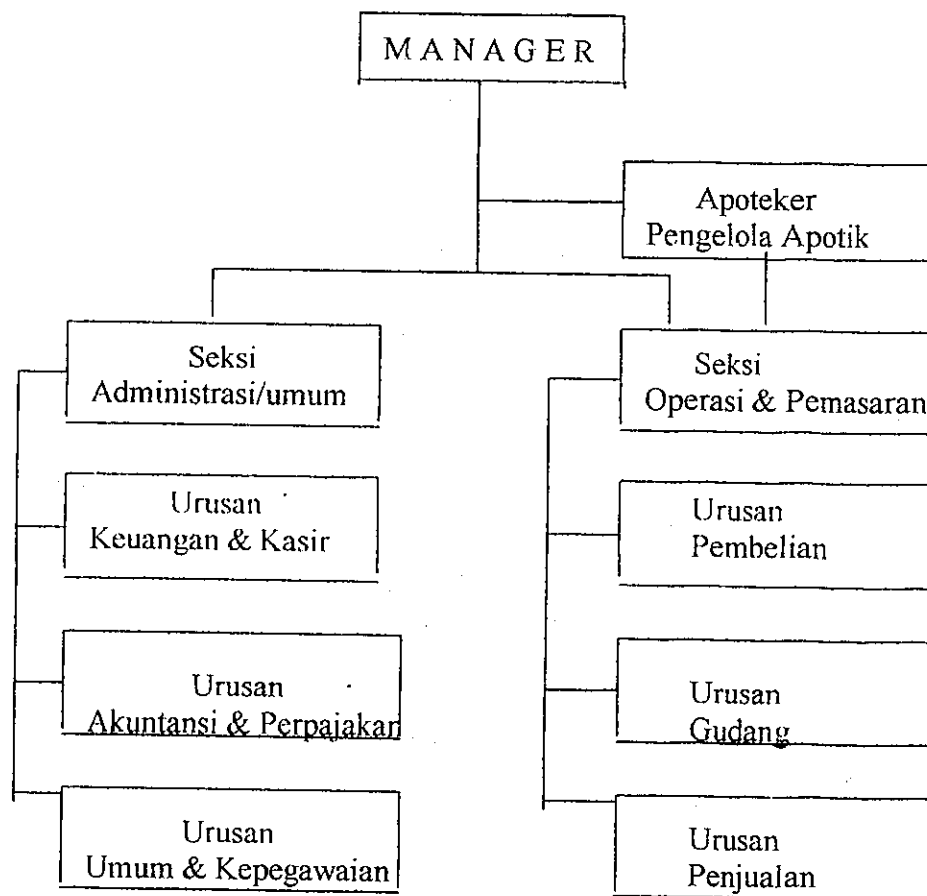 MANAGER
Apoteker
Pengelola Apotik
Seksi
Administrasi/umum
Seksi
Operasi & Pemasaran
Urusan
Keuangan & Kasir
Urusan
Pembelian
Urusan
Akuntansi & Perpajakan
Urusan
Gudang
Urusan
Umum & Kepegawaian
Urusan
Penjualan